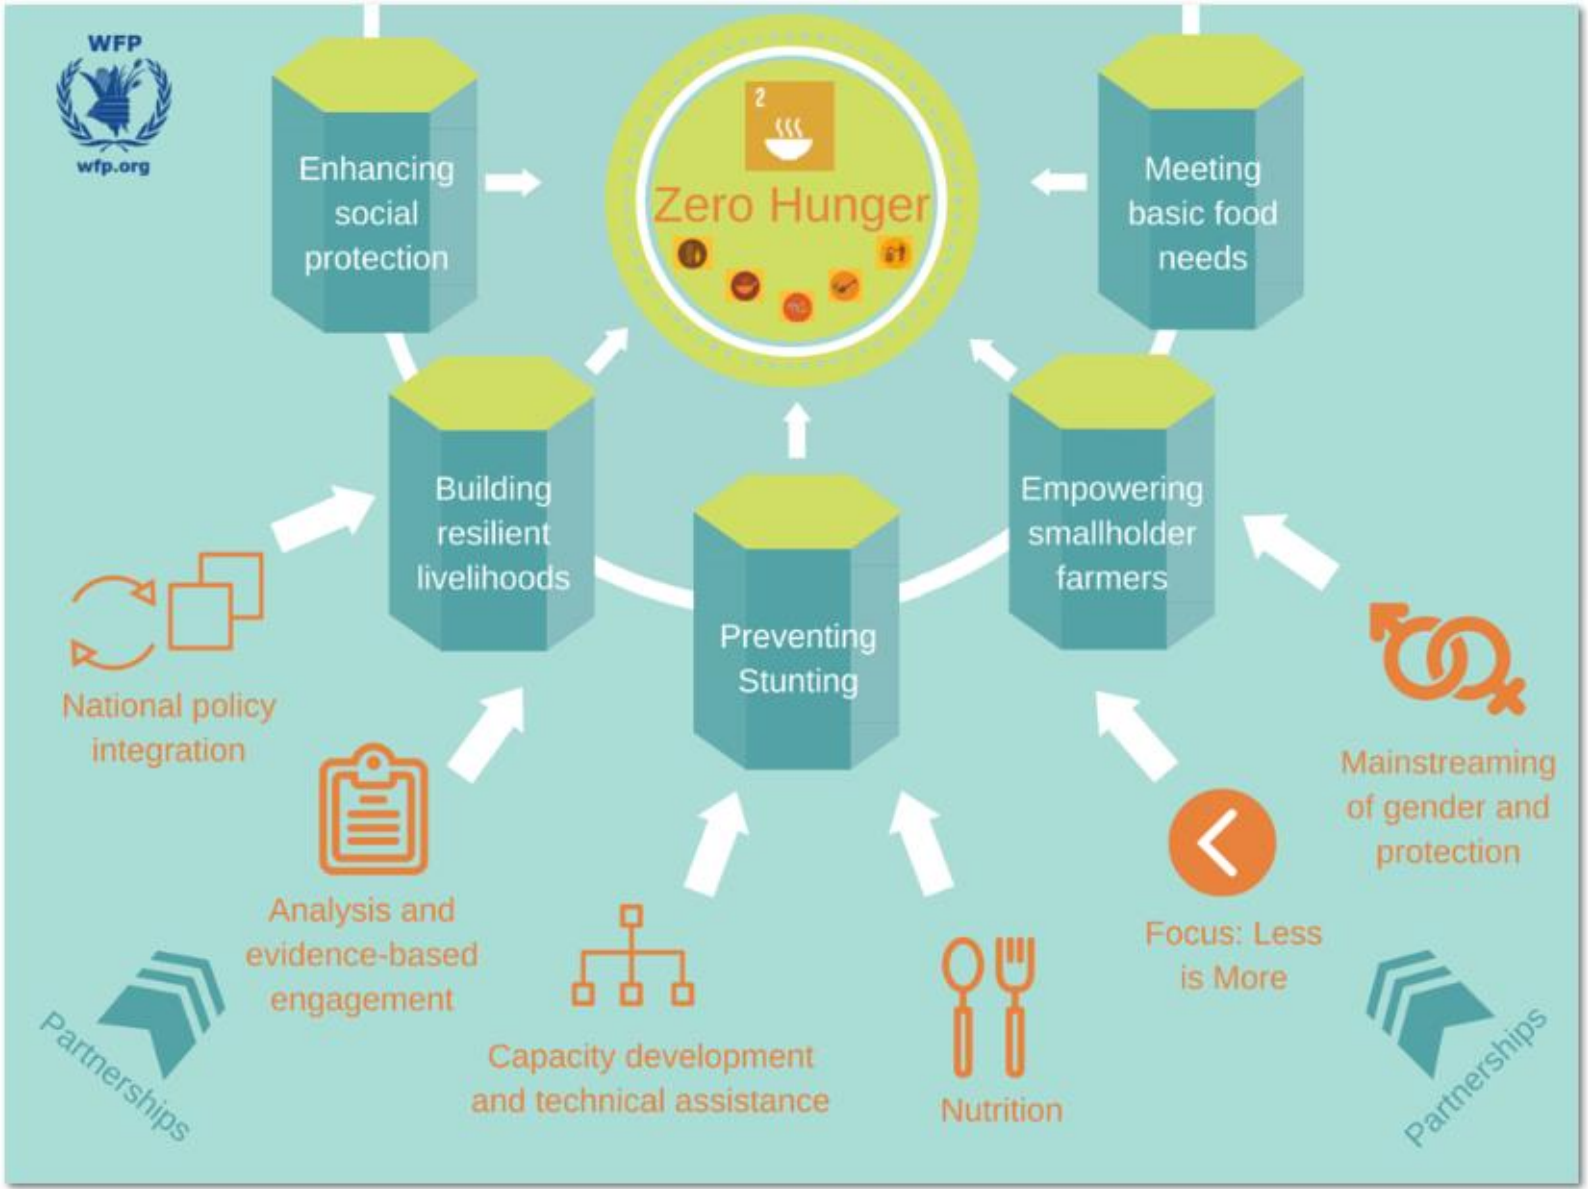 WFP
wfp.org
Enhancing
social
protection
2
Zero Hunger
Meeting
basic food
needs
Building
resilient
livelihoods
Preventing
Stunting
Empowering
smallholder
farmers
National policy
integration
Analysis and
evidence-based
engagement
Capacity development
and technical assistance
Nutrition
Focus: Less
is More
Mainstreaming
of gender and
protection
Partnerships
Partnerships